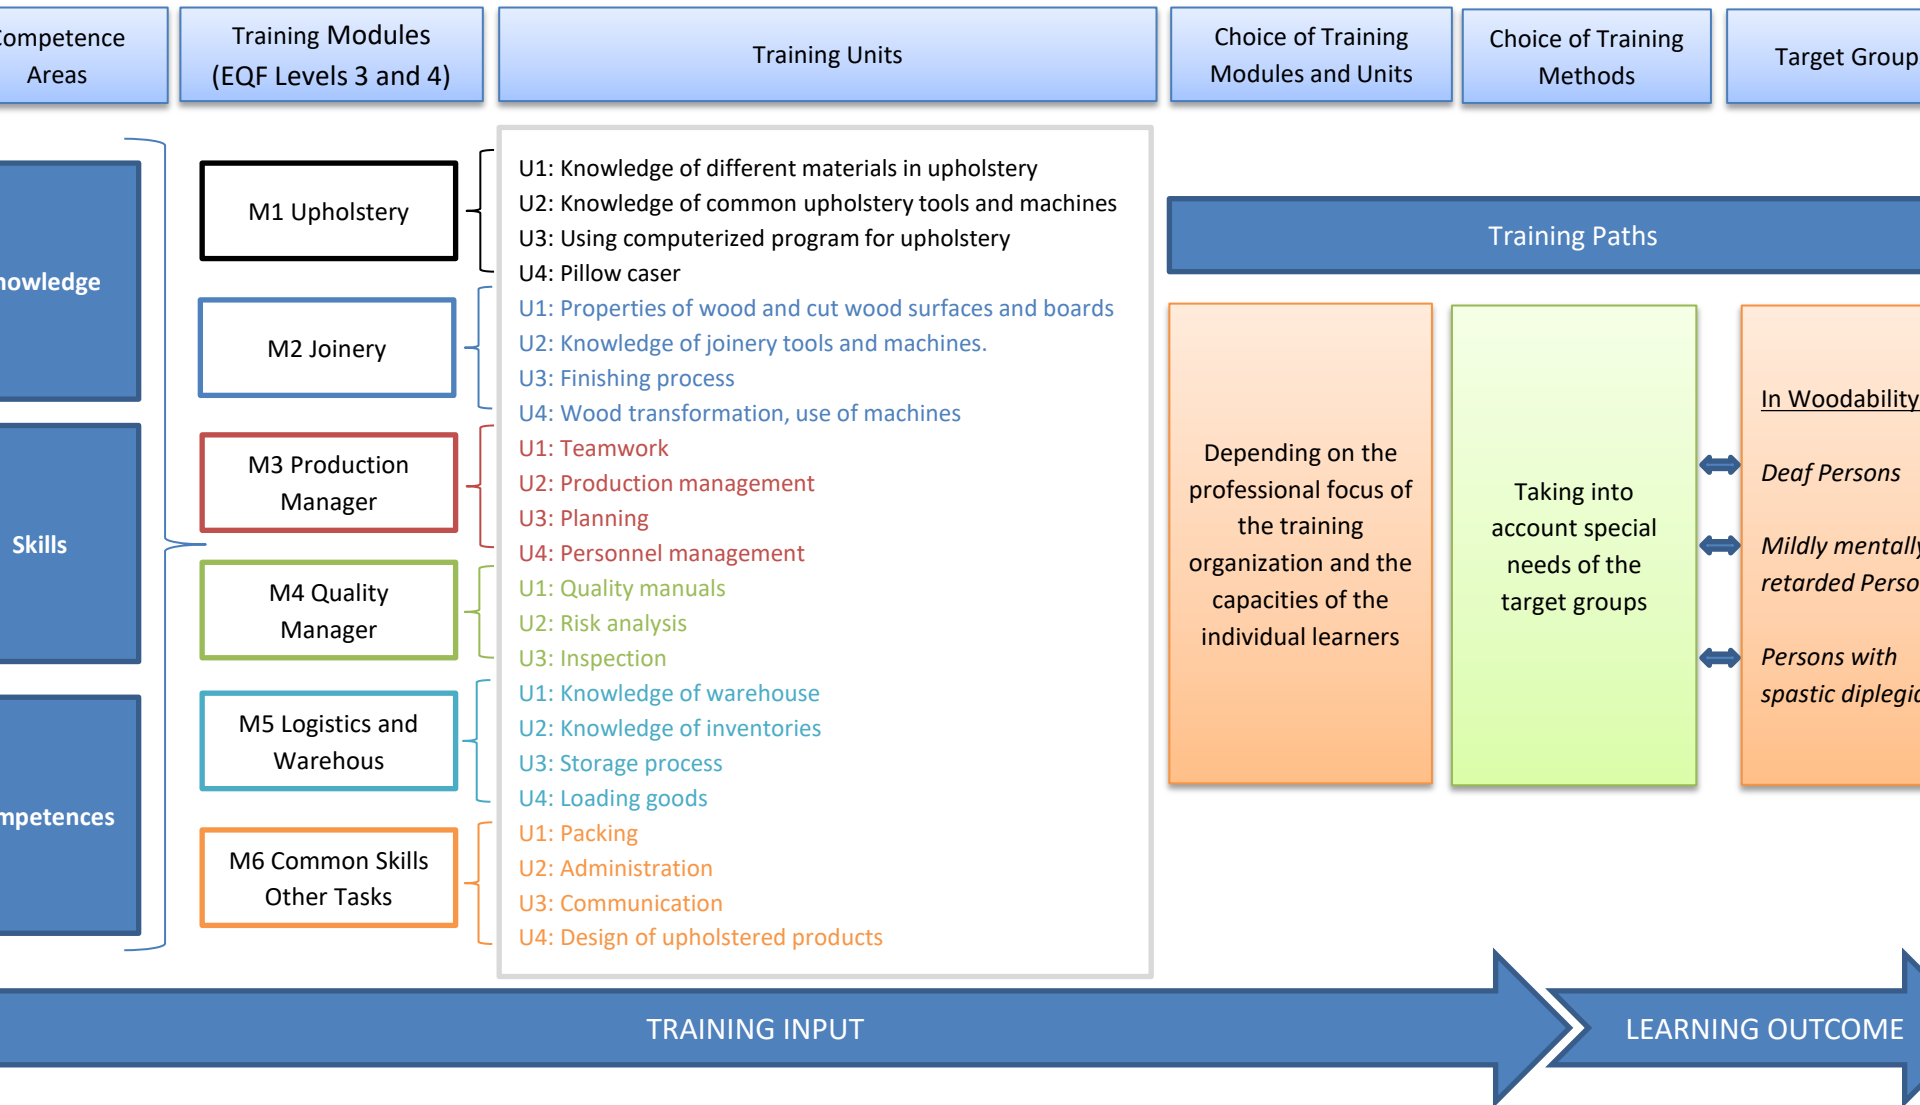 Competence
Areas
Training Modules
(EQF Levels 3 and 4)
Training Units
Choice of Training
Modules and Units
Choice of Training
Methods
Target Group
nowledge
Skills
mpetences
M1 Upholstery
M2 Joinery
M3 Production
Manager
M4 Quality
Manager
M5 Logistics and
Warehous
M6 Common Skills
Other Tasks
U1: Knowledge of different materials in upholstery
U2: Knowledge of common upholstery tools and machines
U3: Using computerized program for upholstery
U4: Pillow caser
U1: Properties of wood and cut wood surfaces and boards
U2: Knowledge of joinery tools and machines.
U3: Finishing process
U4: Wood transformation, use of machines
U1: Teamwork
U2: Production management
U3: Planning
U4: Personnel management
U1: Quality manuals
U2: Risk analysis
U3: Inspection
U1: Knowledge of warehouse
U2: Knowledge of inventories
U3: Storage process
U4: Loading goods
U1: Packing
U2: Administration
U3: Communication
U4: Design of upholstered products
Training Paths
Depending on the
professional focus of
the training
organization and the
capacities of the
individual learners
Taking into
account special
needs of the
target groups
In Woodability
Deaf Persons
Mildly mentally
retarded Perso
Persons with
spastic diplegia
TRAINING INPUT
LEARNING OUTCOME